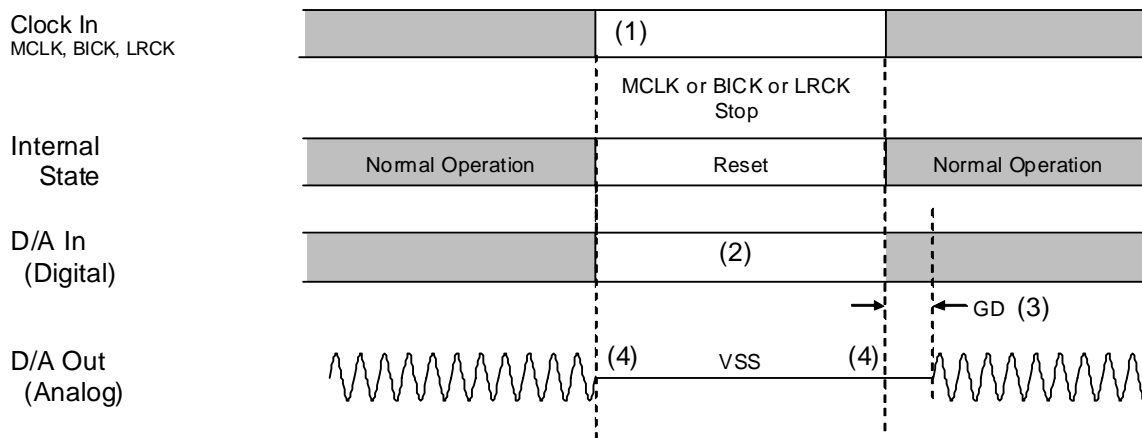 Clock In
MCLK, BICK, LRCK
(1)
MCLK or BICK or LRCK
Stop
Internal
State
Normal Operation
Reset
Normal Operation
D/A In
(Digital)
(2)
GD (3)
D/A Out
(Analog)
(4)
VSS
(4)